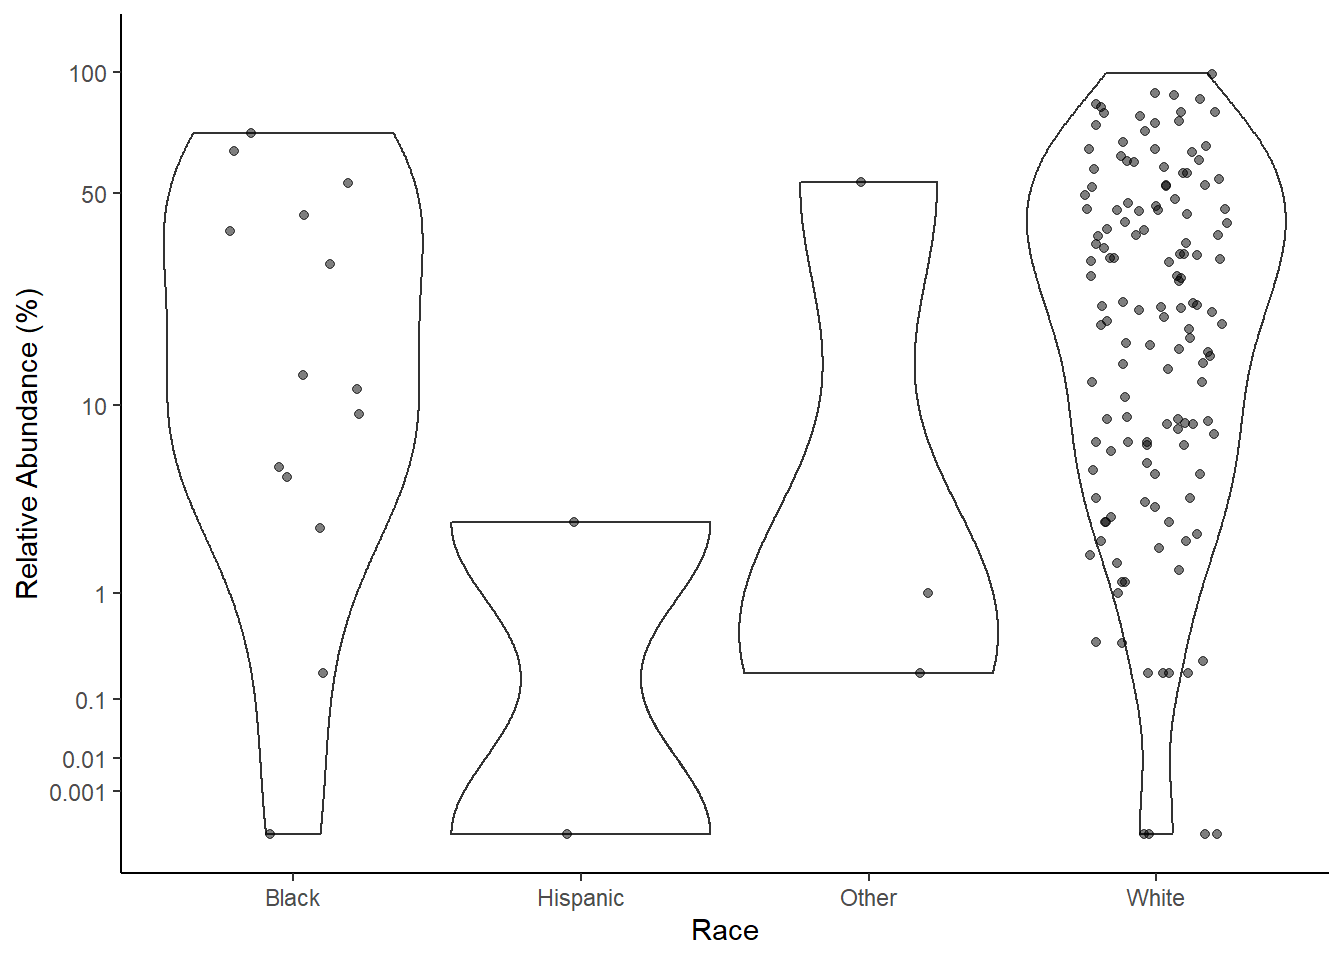 Relative Abundance (%)
100
50
10
1
0.1
0.01
0.001
Black
Hispanic
Other
White
Race